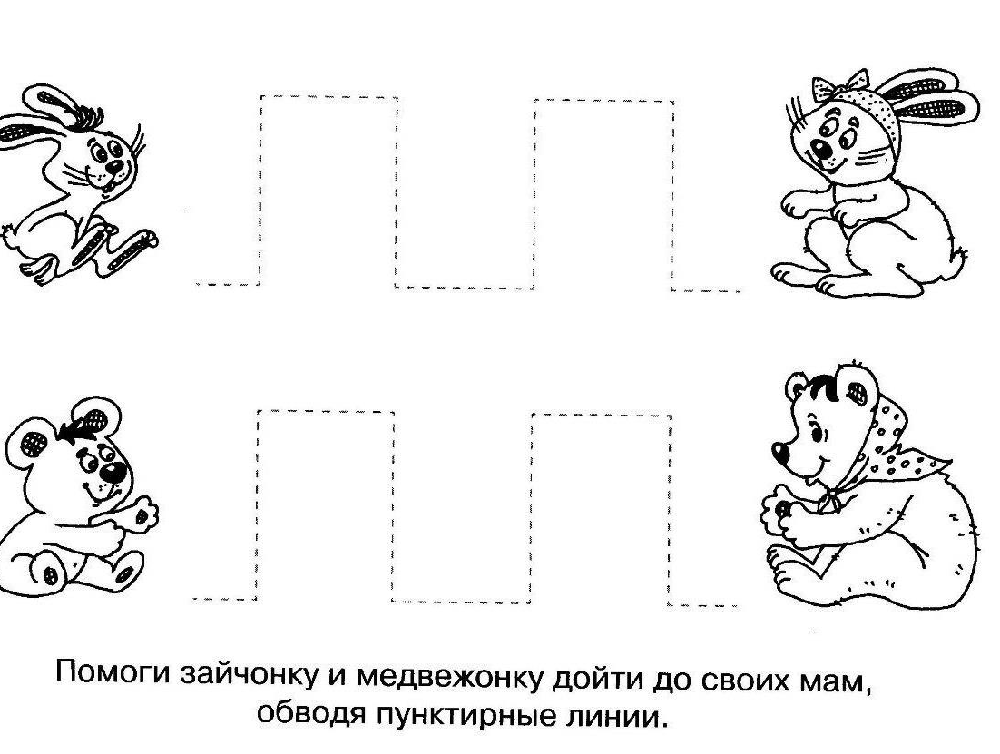 Помоги зайчонку и медвежонку дойти до своих мам,
обводя пунктирные линии.